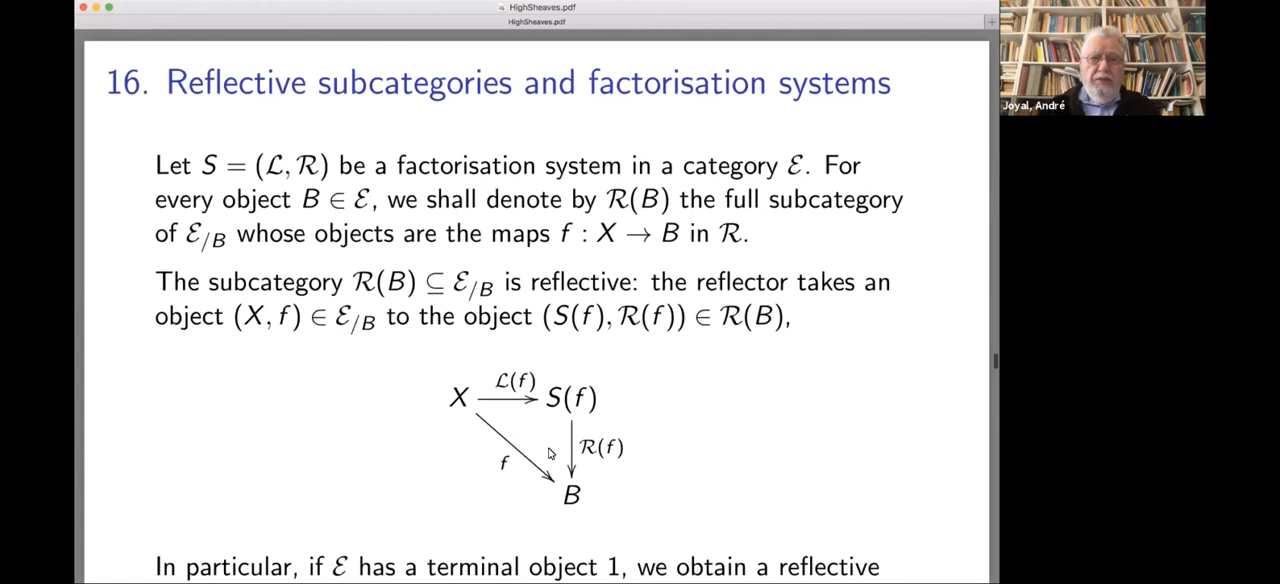 HighSheaves.pdf
HighSheaves.pdf
Joyal, André
16. Reflective subcategories and factorisation systems
Let S = (ℒ, ℛ) be a factorisation system in a category ℰ. For
every object B ∈ ℰ, we shall denote by ℛ(B) the full subcategory
of ℰ/B whose objects are the maps f : X → B in ℛ.
The subcategory ℛ(B) ⊆ ℰ/B is reflective: the reflector takes an
object (X, f) ∈ ℰ/B to the object (S(f), ℛ(f)) ∈ ℛ(B),
ℒ(f)
X S(f)
ℛ(f)
f
B
In particular, if ℰ has a terminal object 1, we obtain a reflective